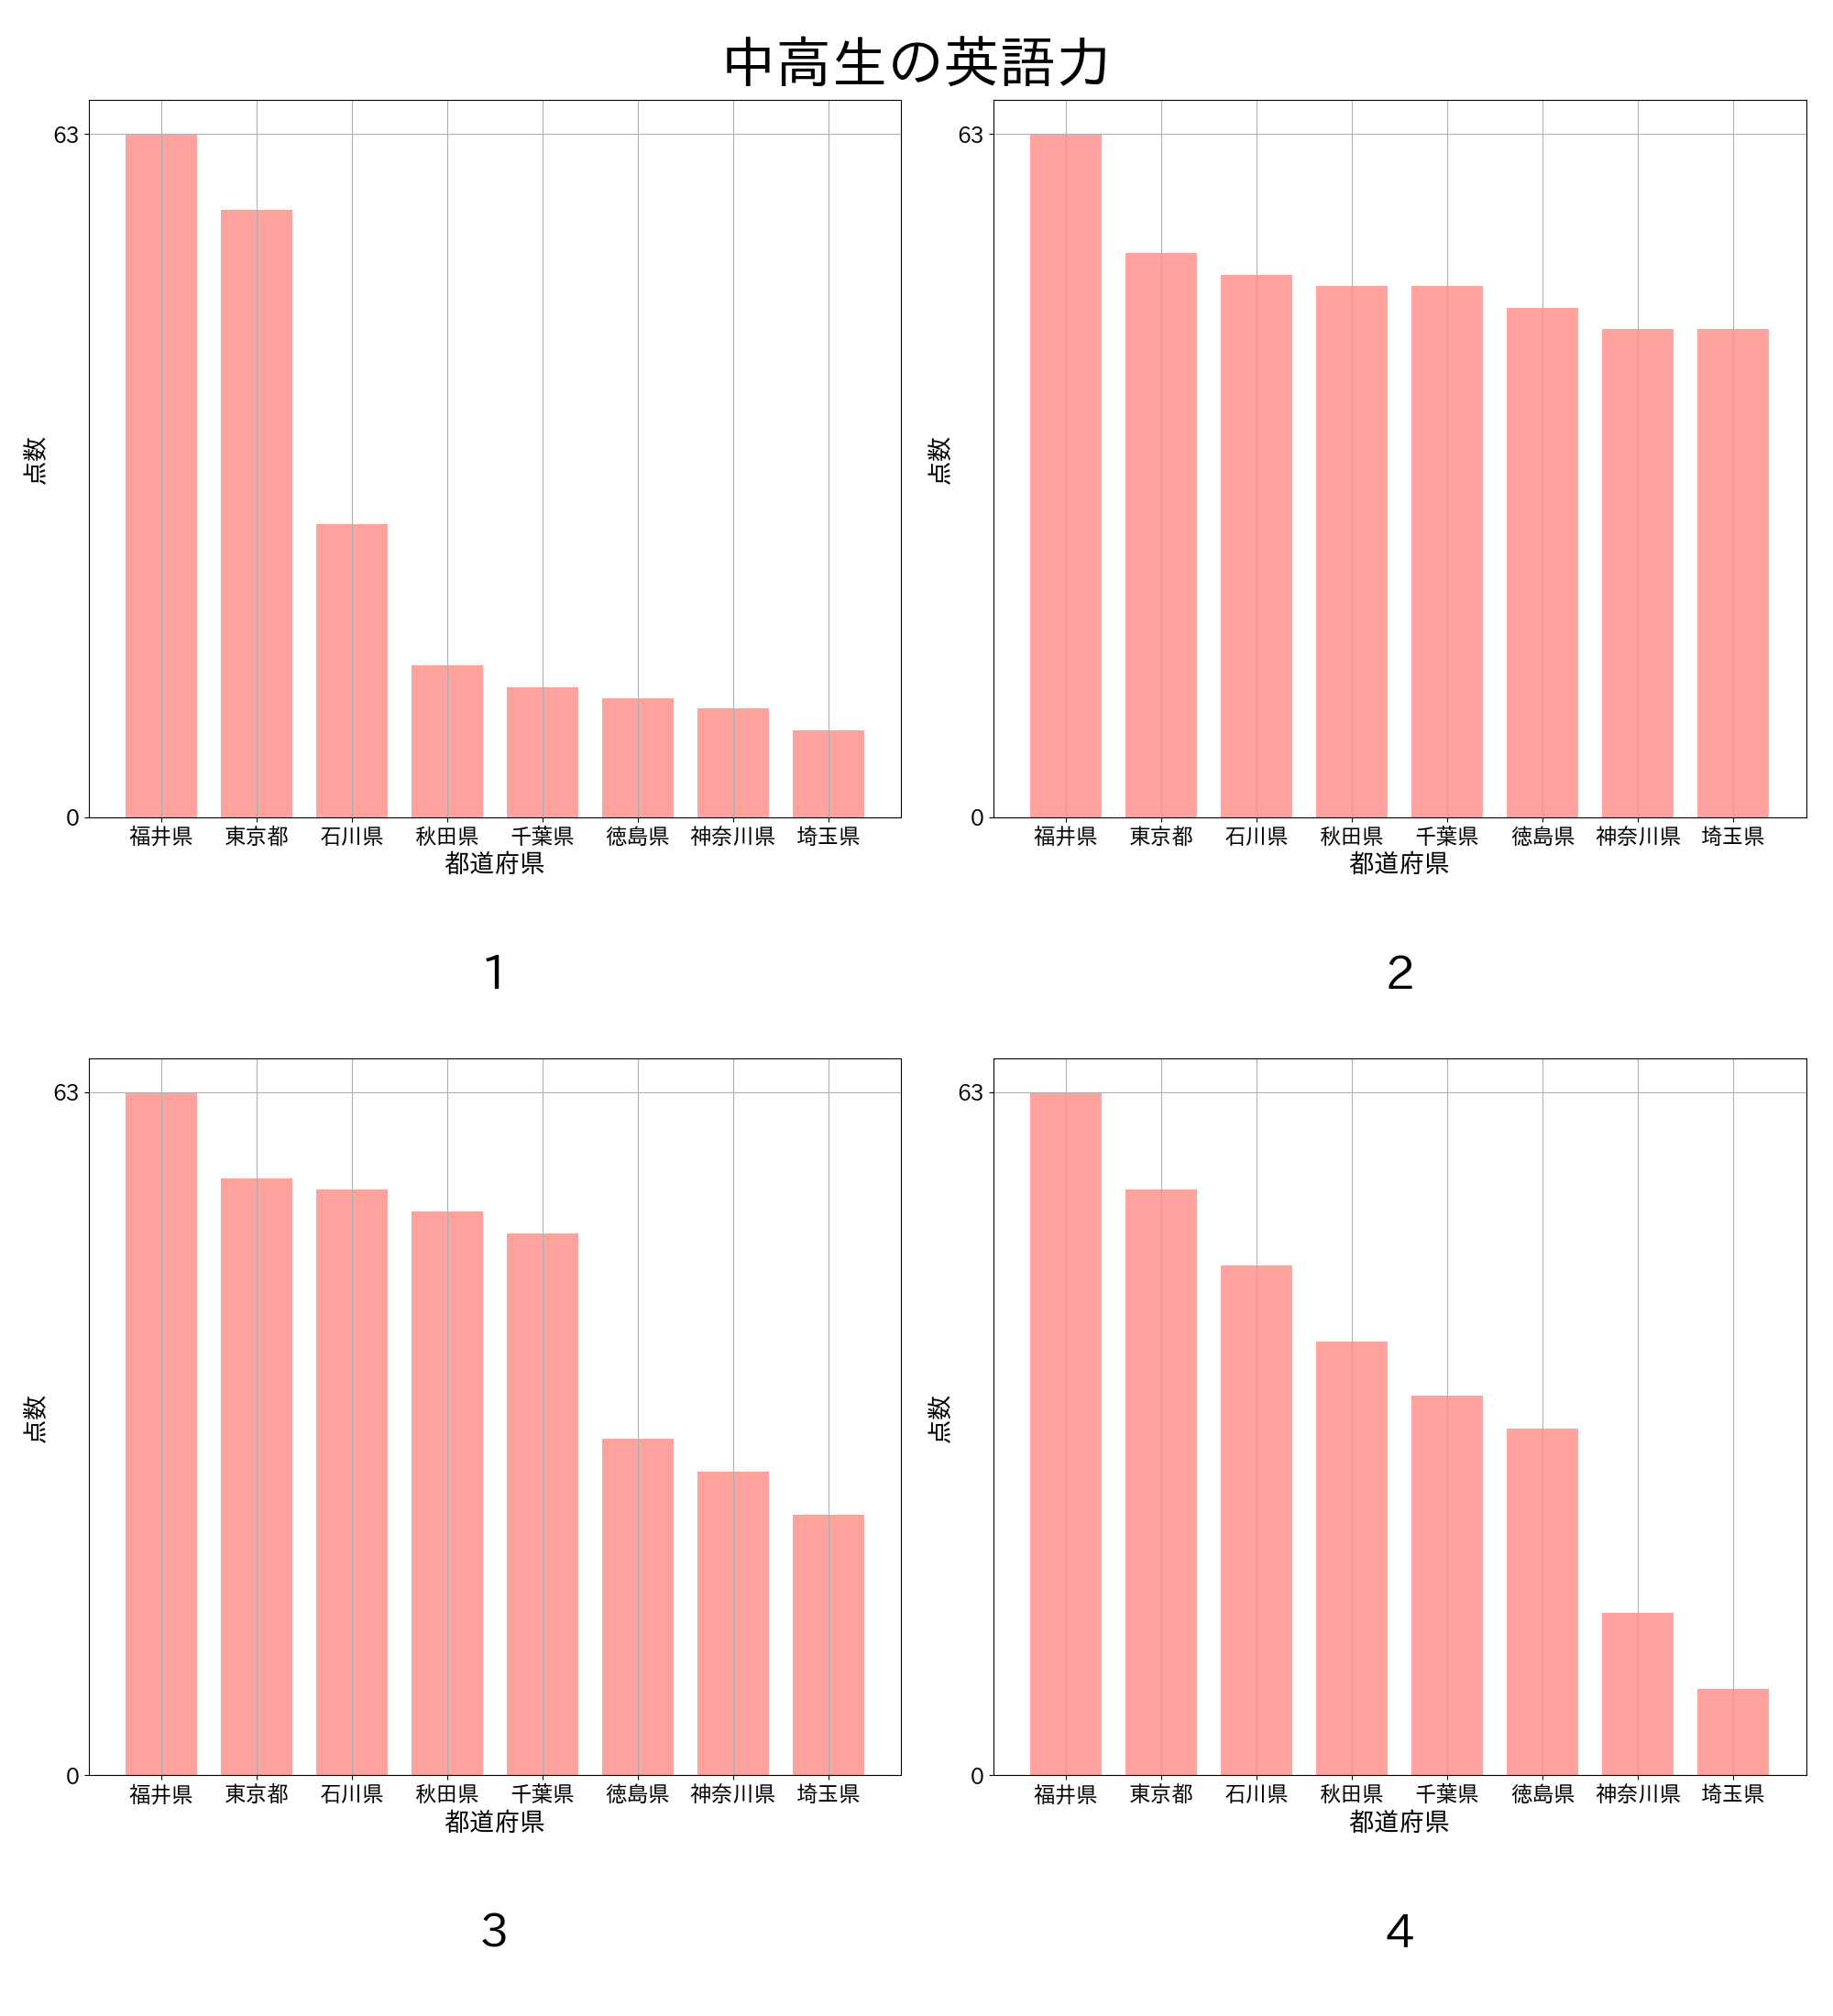 中高生の英語力
63
0
点数
福井県 東京都 石川県 秋田県 千葉県 徳島県 神奈川県 埼玉県
都道府県
1
63
0
点数
福井県 東京都 石川県 秋田県 千葉県 徳島県 神奈川県 埼玉県
都道府県
2
63
0
点数
福井県 東京都 石川県 秋田県 千葉県 徳島県 神奈川県 埼玉県
都道府県
3
63
0
点数
福井県 東京都 石川県 秋田県 千葉県 徳島県 神奈川県 埼玉県
都道府県
4